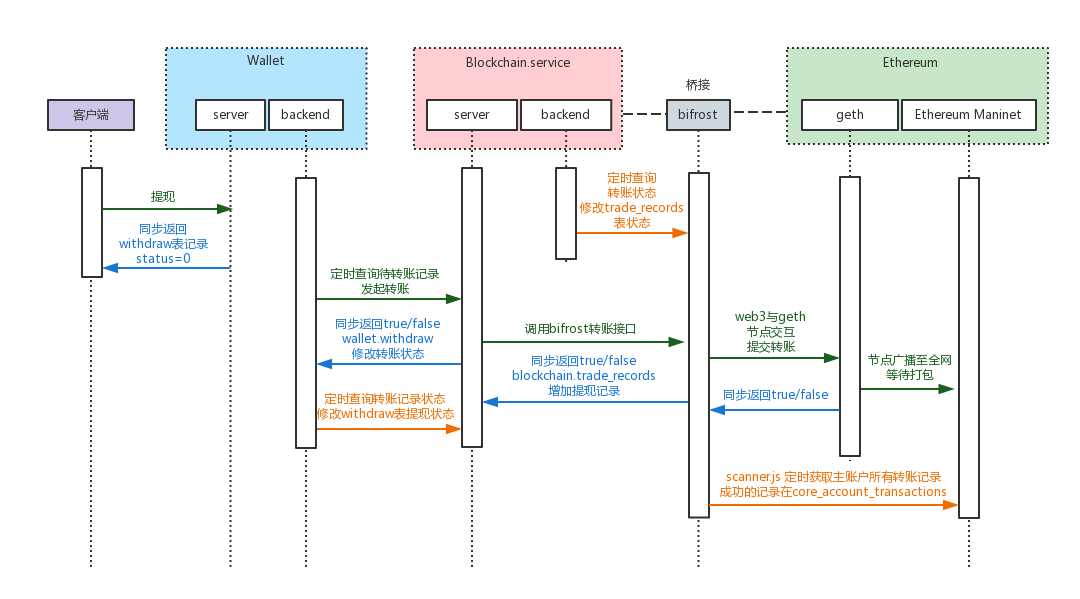 Wallet
Blockchain.service
Ethereum
桥接
客户端
server
backend
server
backend
bifrost
geth
Ethereum Maninet
提现
同步返回
withdraw表记录
status=0
定时查询
转账状态
修改trade_records
表状态
定时查询待转账记录
发起转账
同步返回true/false
wallet.withdraw
修改转账状态
定时查询转账记录状态
修改withdraw表提现状态
调用bifrost转账接口
同步返回true/false
blockchain.trade_records
增加提现记录
web3与geth
节点交互
提交转账
节点广播至全网
等待打包
同步返回true/false
scanner.js 定时获取主账户所有转账记录
成功的记录在core_account_transactions